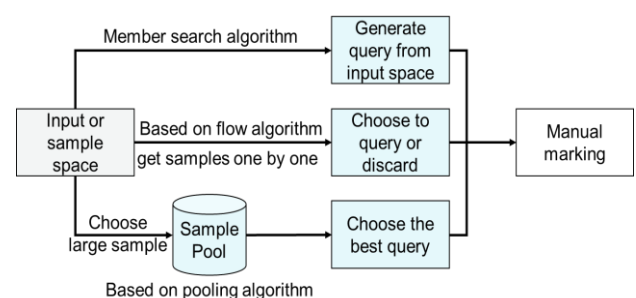 Member search algorithm
Generate
query from
input space
Input or
sample
space
Based on flow algorithm
get samples one by one
Choose to
query or
discard
Manual
marking
Choose
large sample
Sample
Pool
Choose the
best query
Based on pooling algorithm